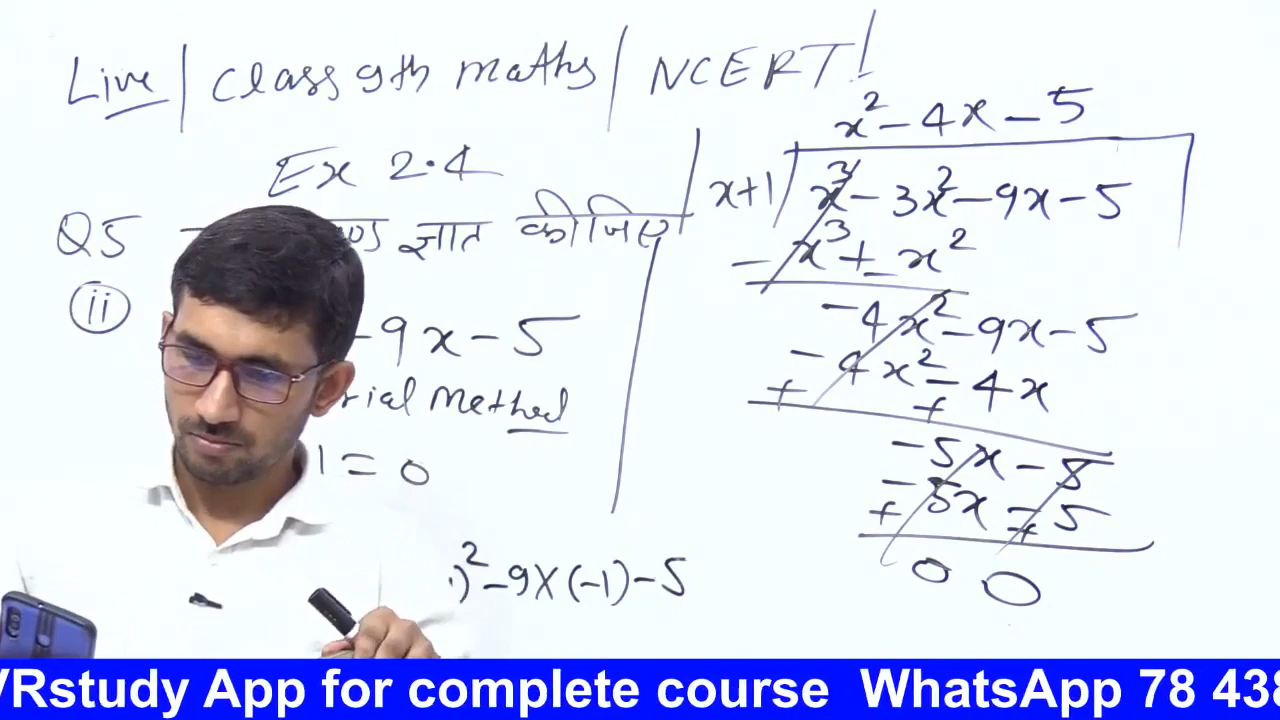 Live | Class 9th maths | NCERT |
Ex 2.4
Q5 ज्ञात कीजिए
ii
- 9x - 5
rial Method
1 = 0
)² - 9 X (-1) - 5
x² - 4x - 5
x+1 x³ - 3x² - 9x - 5
- x³ + x²
-
- 4x² - 9x - 5
- 4x² - 4x
+ +
- 5x - 5
- 5x - 5
+ +
0 0
VRstudy App for complete course WhatsApp 78 438